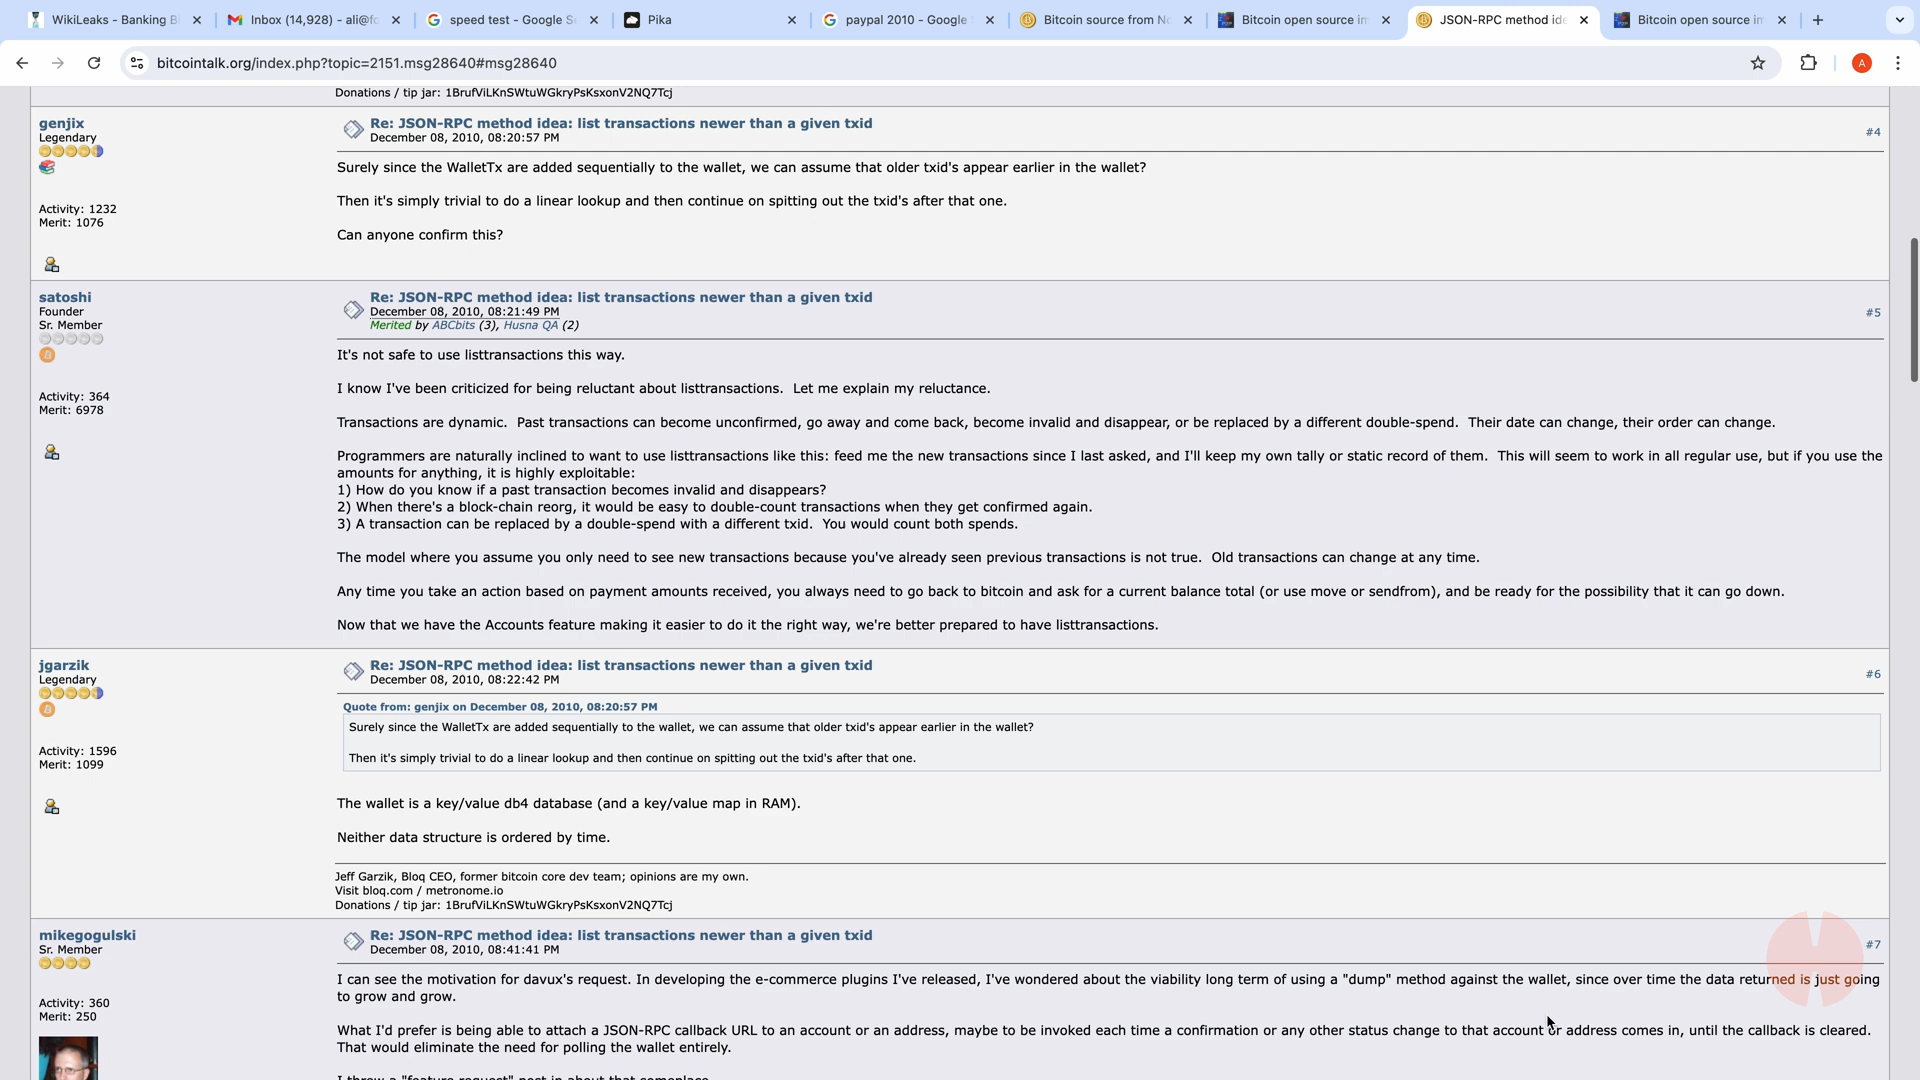 WikiLeaks - Banking B
Inbox (14,928) - ali@fo
speed test - Google Se
Pika
paypal 2010 - Google
Bitcoin source from No
Bitcoin open source im
JSON-RPC method ide
Bitcoin open source im
bitcointalk.org/index.php?topic=2151.msg28640#msg28640
A
Donations / tip jar: 1BrufViLKnSWtuWGkryPsKsxonV2NQ7Tcj
genjix
Legendary
Activity: 1232
Merit: 1076
Re: JSON-RPC method idea: list transactions newer than a given txid
December 08, 2010, 08:20:57 PM
#4
Surely since the WalletTx are added sequentially to the wallet, we can assume that older txid's appear earlier in the wallet?
Then it's simply trivial to do a linear lookup and then continue on spitting out the txid's after that one.
Can anyone confirm this?
satoshi
Founder
Sr. Member
Activity: 364
Merit: 6978
Re: JSON-RPC method idea: list transactions newer than a given txid
December 08, 2010, 08:21:49 PM
Merited by ABCbits (3), Husna QA (2)
#5
It's not safe to use listtransactions this way.
I know I've been criticized for being reluctant about listtransactions.  Let me explain my reluctance.
Transactions are dynamic.  Past transactions can become unconfirmed, go away and come back, become invalid and disappear, or be replaced by a different double-spend.  Their date can change, their order can change.
Programmers are naturally inclined to want to use listtransactions like this: feed me the new transactions since I last asked, and I'll keep my own tally or static record of them.  This will seem to work in all regular use, but if you use the
amounts for anything, it is highly exploitable:
1) How do you know if a past transaction becomes invalid and disappears?
2) When there's a block-chain reorg, it would be easy to double-count transactions when they get confirmed again.
3) A transaction can be replaced by a double-spend with a different txid.  You would count both spends.
The model where you assume you only need to see new transactions because you've already seen previous transactions is not true.  Old transactions can change at any time.
Any time you take an action based on payment amounts received, you always need to go back to bitcoin and ask for a current balance total (or use move or sendfrom), and be ready for the possibility that it can go down.
Now that we have the Accounts feature making it easier to do it the right way, we're better prepared to have listtransactions.
jgarzik
Legendary
Activity: 1596
Merit: 1099
Re: JSON-RPC method idea: list transactions newer than a given txid
December 08, 2010, 08:22:42 PM
#6
Quote from: genjix on December 08, 2010, 08:20:57 PM
Surely since the WalletTx are added sequentially to the wallet, we can assume that older txid's appear earlier in the wallet?
Then it's simply trivial to do a linear lookup and then continue on spitting out the txid's after that one.
The wallet is a key/value db4 database (and a key/value map in RAM).
Neither data structure is ordered by time.
Jeff Garzik, Bloq CEO, former bitcoin core dev team; opinions are my own.
Visit bloq.com / metronome.io
Donations / tip jar: 1BrufViLKnSWtuWGkryPsKsxonV2NQ7Tcj
mikegogulski
Sr. Member
Activity: 360
Merit: 250
Re: JSON-RPC method idea: list transactions newer than a given txid
December 08, 2010, 08:41:41 PM
#7
I can see the motivation for davux's request. In developing the e-commerce plugins I've released, I've wondered about the viability long term of using a "dump" method against the wallet, since over time the data returned is just going
to grow and grow.
What I'd prefer is being able to attach a JSON-RPC callback URL to an account or an address, maybe to be invoked each time a confirmation or any other status change to that account or address comes in, until the callback is cleared.
That would eliminate the need for polling the wallet entirely.
I threw a "feature request" post in about that someplace.